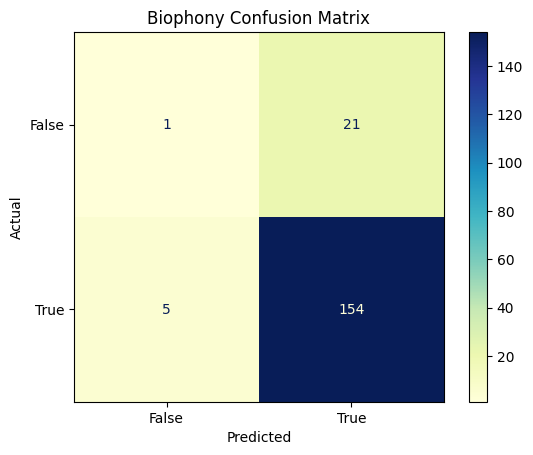 Biophony Confusion Matrix
False
1
21
True
5
154
Actual
False
True
Predicted
140
120
100
80
60
40
20